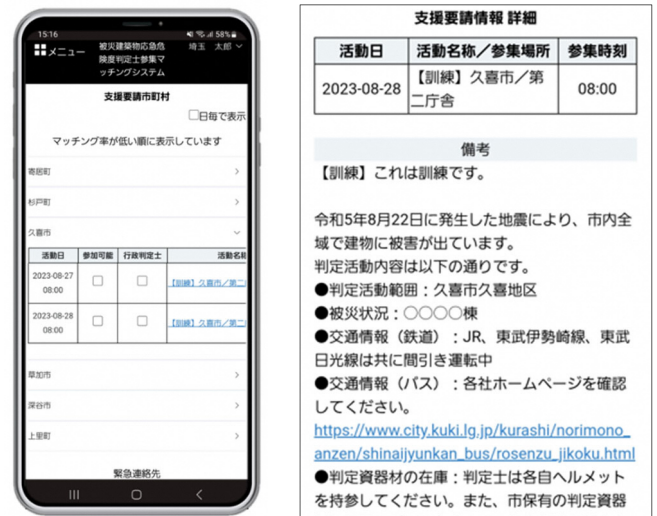 15:16
58%
メニュー
被災建築物応急危
険度判定士参集マ
ッチングシステム
埼玉 太郎
支援要請市町村
日毎で表示
マッチング率が低い順に表示しています
寄居町
杉戸町
久喜市
活動日 参加可能 行政判定士 活動名称
2023-08-27
08:00
【訓練】久喜市／第二
2023-08-28
08:00
【訓練】久喜市／第二
草加市
深谷市
上里町
緊急連絡先
支援要請情報 詳細
活動日 活動名称／参集場所 参集時刻
2023-08-28 【訓練】久喜市／第
二庁舎
08:00
備考
【訓練】これは訓練です。
令和5年8月22日に発生した地震により、市内全
域で建物に被害が出ています。
判定活動内容は以下の通りです。
●判定活動範囲：久喜市久喜地区
●被災状況：○○○○棟
●交通情報（鉄道）：JR、東武伊勢崎線、東武
日光線は共に間引き運転中
●交通情報（バス）：各社ホームページを確認
してください。
https://www.city.kuki.lg.jp/kurashi/norimono_
anzen/shinaijyunkan_bus/rosenzu_jikoku.html
●判定資器材の在庫：判定士は各自ヘルメット
を持参してください。また、市保有の判定資器